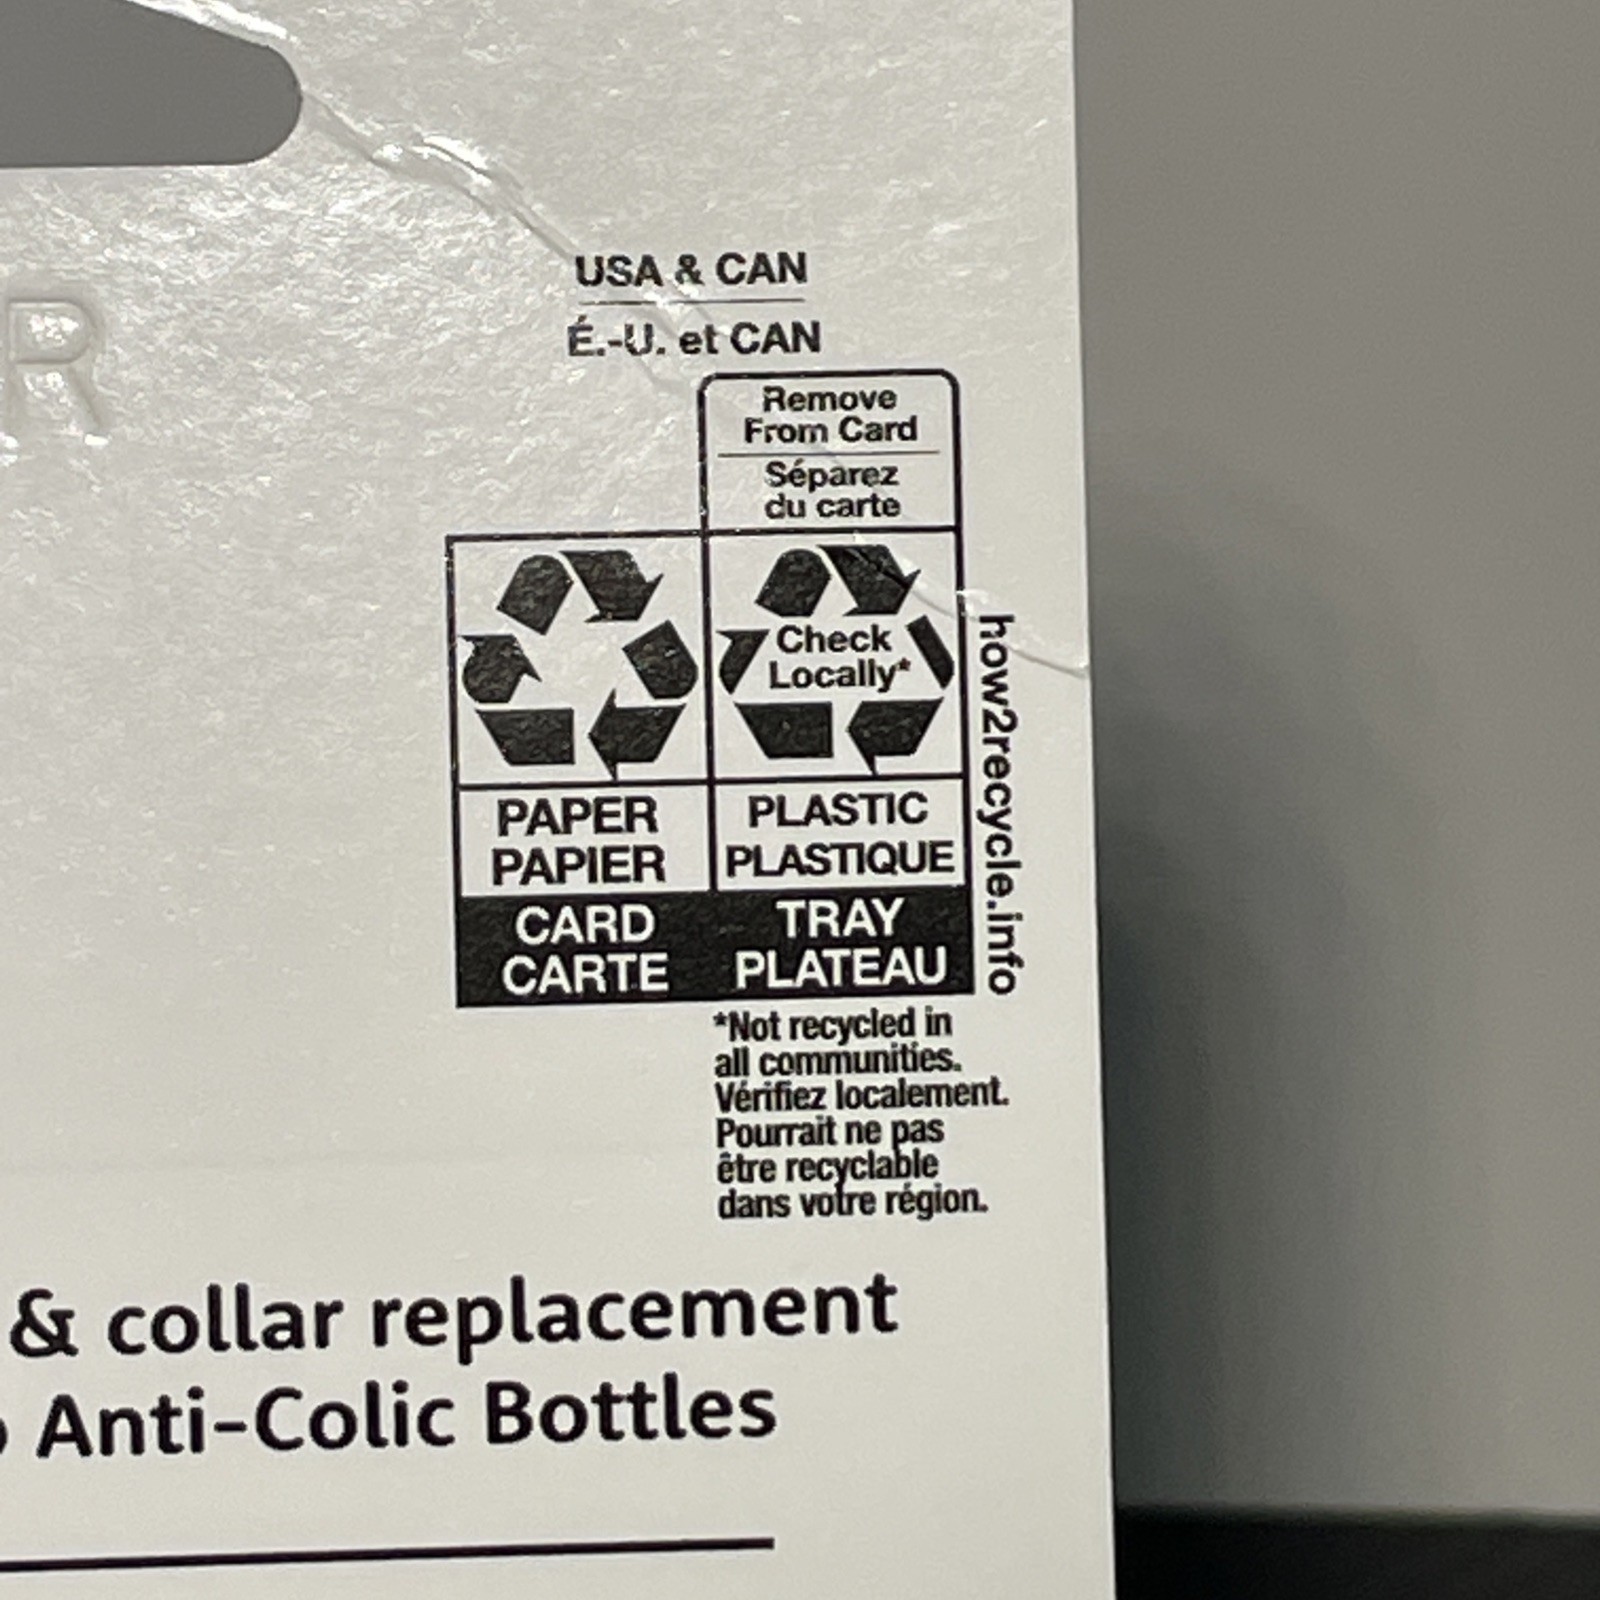 R
USA & CAN
É.-U. et CAN
Remove
From Card
Séparez
du carte
Check
Locally*
PAPER
PAPIER
PLASTIC
PLASTIQUE
CARD
CARTE
TRAY
PLATEAU
how2recycle.info
*Not recycled in
all communities.
Vérifiez localement.
Pourrait ne pas
être recyclable
dans votre région.
& collar replacement
Anti-Colic Bottles